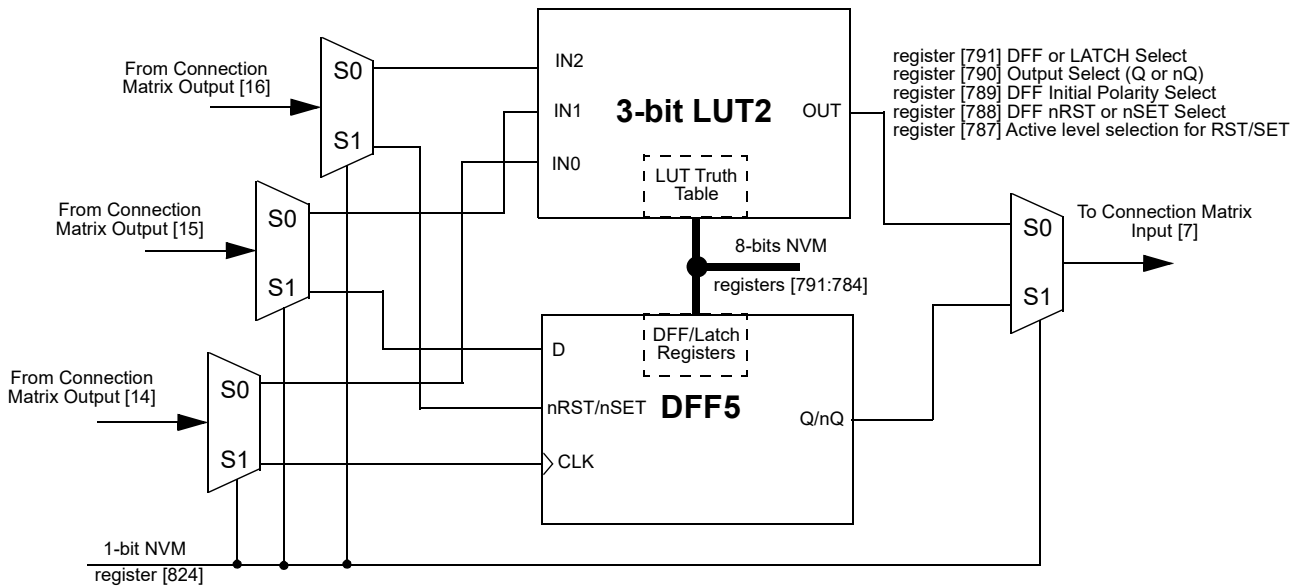 From Connection
Matrix Output [16]
S0
S1
IN2
IN1
IN0
3-bit LUT2
OUT
LUT Truth
Table
register [791] DFF or LATCH Select
register [790] Output Select (Q or nQ)
register [789] DFF Initial Polarity Select
register [788] DFF nRST or nSET Select
register [787] Active level selection for RST/SET
From Connection
Matrix Output [15]
S0
S1
8-bits NVM
registers [791:784]
To Connection Matrix
Input [7]
S0
S1
From Connection
Matrix Output [14]
S0
S1
D
nRST/nSET
CLK
DFF/Latch
Registers
DFF5
Q/nQ
1-bit NVM
register [824]